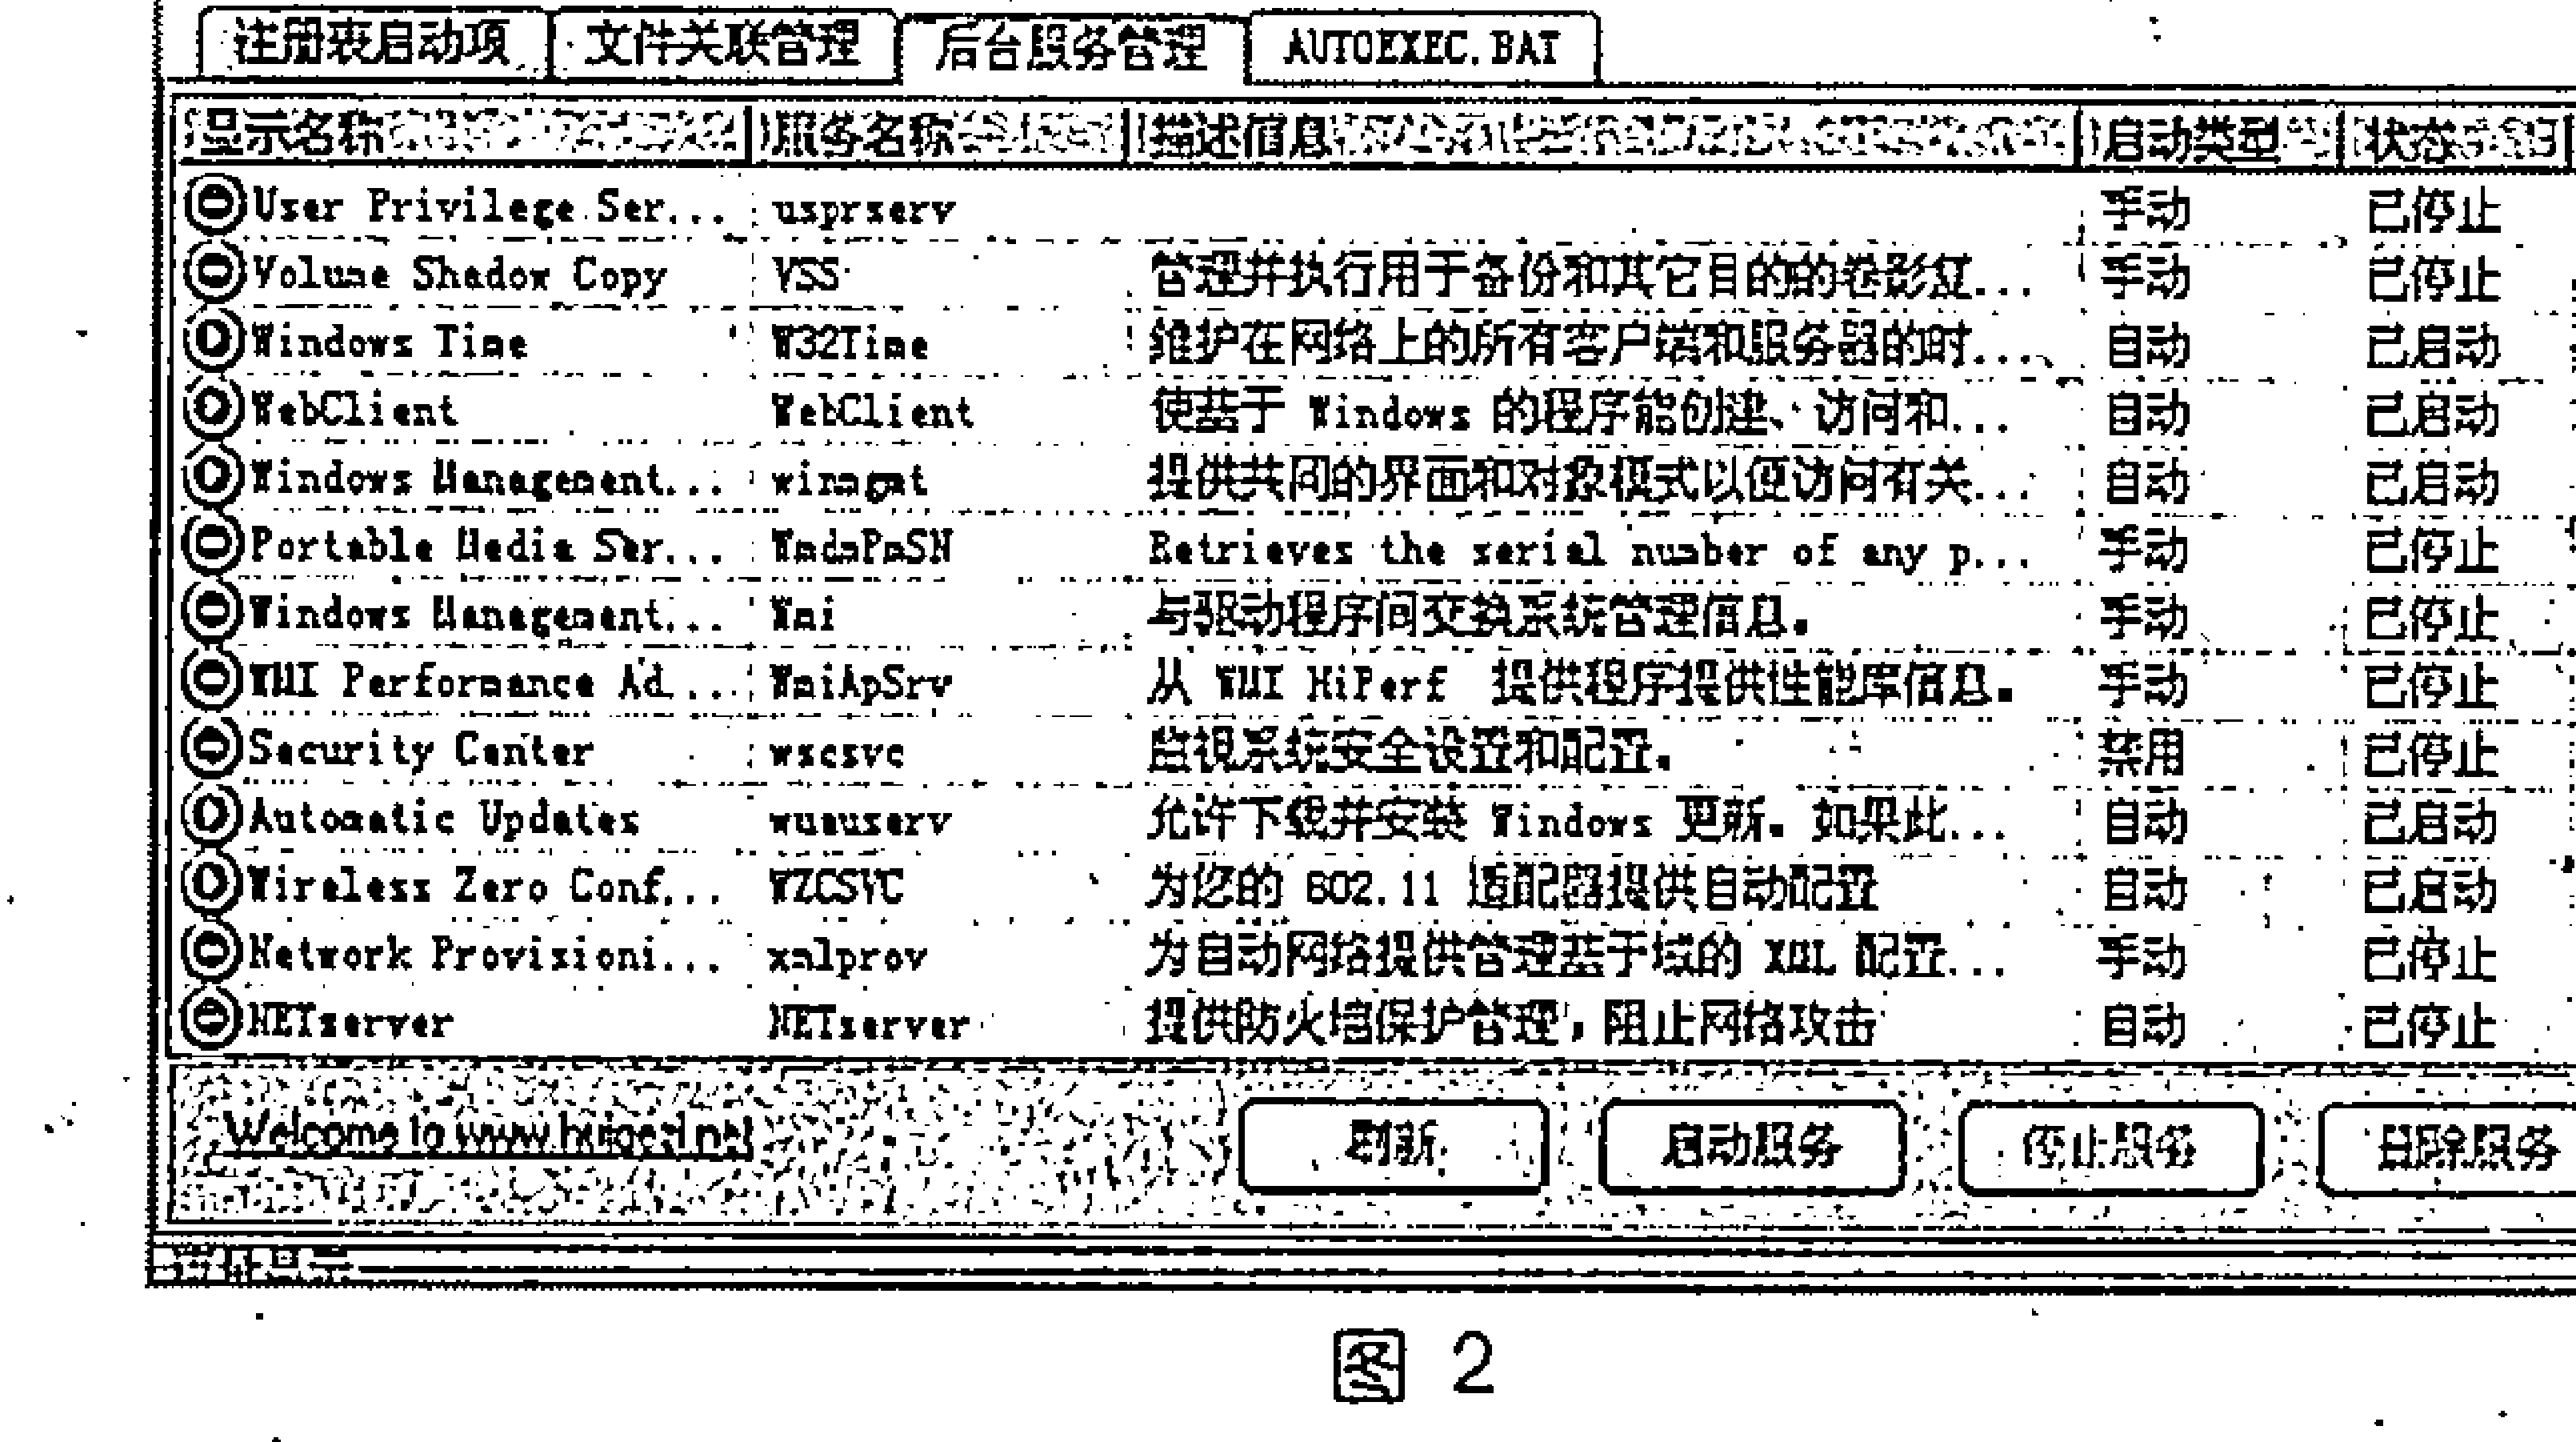 注册表启动项 文件关联管理 后台服务管理 AUTOEXEC.BAT
显示名称 服务名称 描述信息 启动类型 状态
User Privilege Ser... usprserv 手动 已停止
Volume Shadow Copy VSS 管理并执行用于备份和其它目的的卷影复... 手动 已停止
Windows Time W32Time 维护在网络上的所有客户端和服务器的时... 自动 已启动
WebClient WebClient 使基于 Windows 的程序能创建、访问和... 自动 已启动
Windows Management... winmgmt 提供共同的界面和对象模式以便访问有关... 自动 已启动
Portable Media Ser... WmdmPmSN Retrieves the serial number of any p... 手动 已停止
Windows Management... Wmi 与驱动程序间交换系统管理信息。 手动 已停止
WMI Performance Ad... WmiApSrv 从 WMI HiPerf 提供程序提供性能库信息。 手动 已停止
Security Center wscsvc 监视系统安全设置和配置。 禁用 已停止
Automatic Updates wuauserv 允许下载并安装 Windows 更新。如果此... 自动 已启动
Wireless Zero Conf... WZCSVC 为您的 802.11 适配器提供自动配置 自动 已启动
Network Provisioni... xmlprov 为自动网络提供管理基于域的 XML 配置... 手动 已停止
NETserver NETserver 提供防火墙保护管理，阻止网络攻击 自动 已停止
Welcome to
刷新 启动服务 停止服务 删除服务
图 2